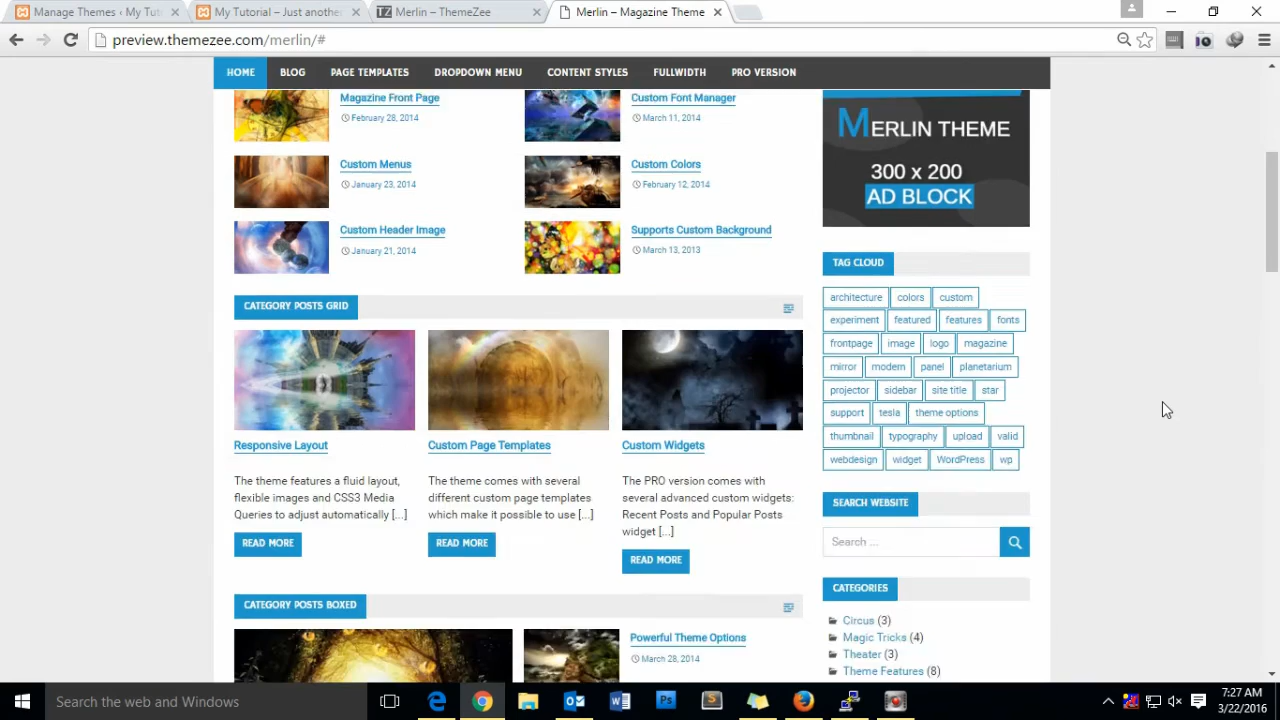 Manage Themes ‹ My Tut
My Tutorial – Just anothe
Merlin – ThemeZee
Merlin – Magazine Theme
preview.themezee.com/merlin/#
HOME BLOG PAGE TEMPLATES DROPDOWN MENU CONTENT STYLES FULLWIDTH PRO VERSION
Magazine Front Page
February 28, 2014
Custom Font Manager
March 11, 2014
Custom Menus
January 23, 2014
Custom Colors
February 12, 2014
Custom Header Image
January 21, 2014
Supports Custom Background
March 13, 2013
CATEGORY POSTS GRID
Responsive Layout
The theme features a fluid layout,
flexible images and CSS3 Media
Queries to adjust automatically [...]
READ MORE
Custom Page Templates
The theme comes with several
different custom page templates
which make it possible to use [...]
READ MORE
Custom Widgets
The PRO version comes with
several advanced custom widgets:
Recent Posts and Popular Posts
widget [...]
READ MORE
CATEGORY POSTS BOXED
Powerful Theme Options
March 28, 2014
MERLIN THEME
300 x 200
AD BLOCK
TAG CLOUD
architecture colors custom
experiment featured features fonts
frontpage image logo magazine
mirror modern panel planetarium
projector sidebar site title star
support tesla theme options
thumbnail typography upload valid
webdesign widget WordPress wp
SEARCH WEBSITE
Search ...
CATEGORIES
Circus (3)
Magic Tricks (4)
Theater (3)
Theme Features (8)
Search the web and Windows
7:27 AM
3/22/2016